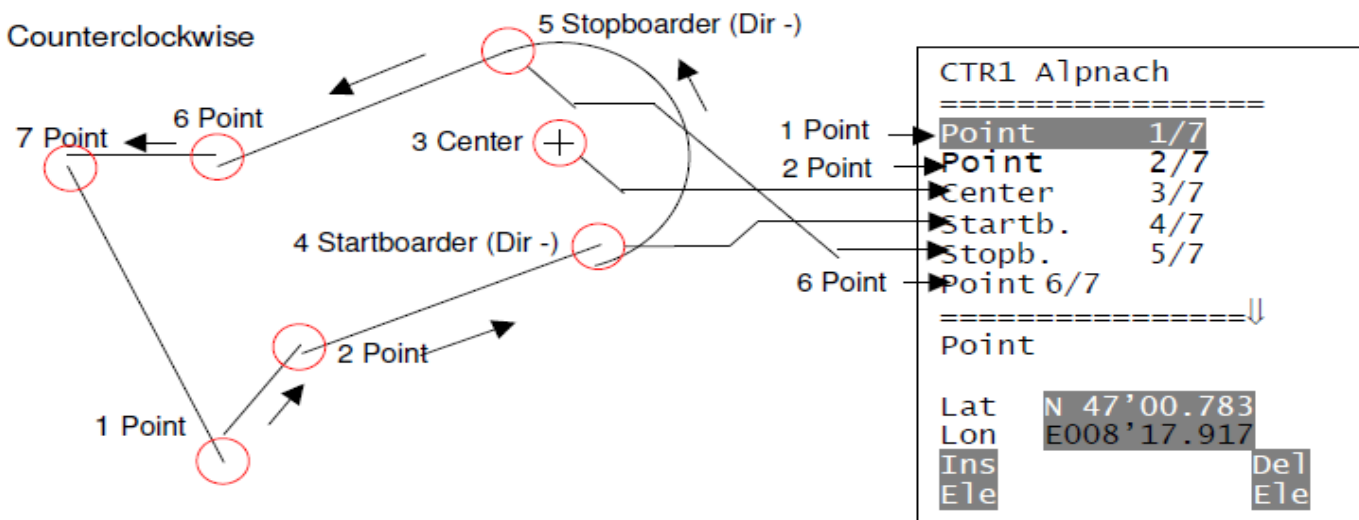 Counterclockwise
5 Stopboarder (Dir -)
6 Point
7 Point
3 Center
4 Startboarder (Dir -)
2 Point
1 Point
1 Point
2 Point
6 Point
CTR1 Alpnach
=================
Point 1/7
Point 2/7
Center 3/7
Startb. 4/7
Stopb. 5/7
Point 6/7
================⇓
Point
Lat N 47'00.783
Lon E008'17.917
Ins Del
Ele Ele